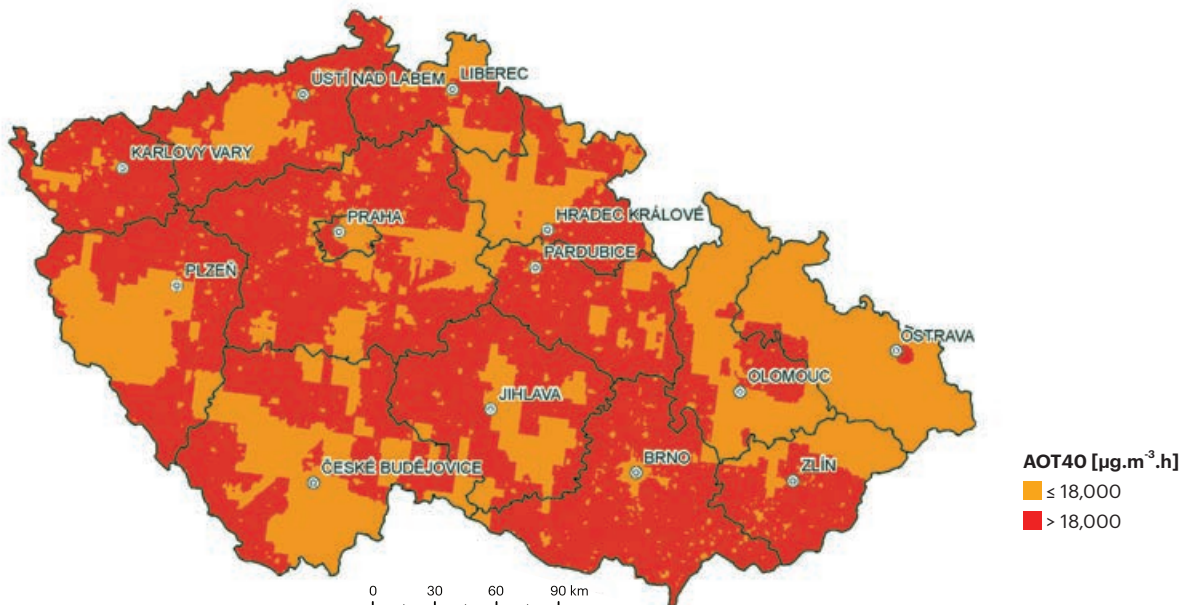 ÚSTÍ NAD LABEM
LIBEREC
KARLOVY VARY
PRAHA
HRADEC KRÁLOVÉ
PARDUBICE
PLZEŇ
OSTRAVA
OLOMOUC
JIHLAVA
BRNO
ZLÍN
ČESKÉ BUDĚJOVICE
AOT40 [µg.m⁻³.h]
≤ 18,000
> 18,000
0 30 60 90 km